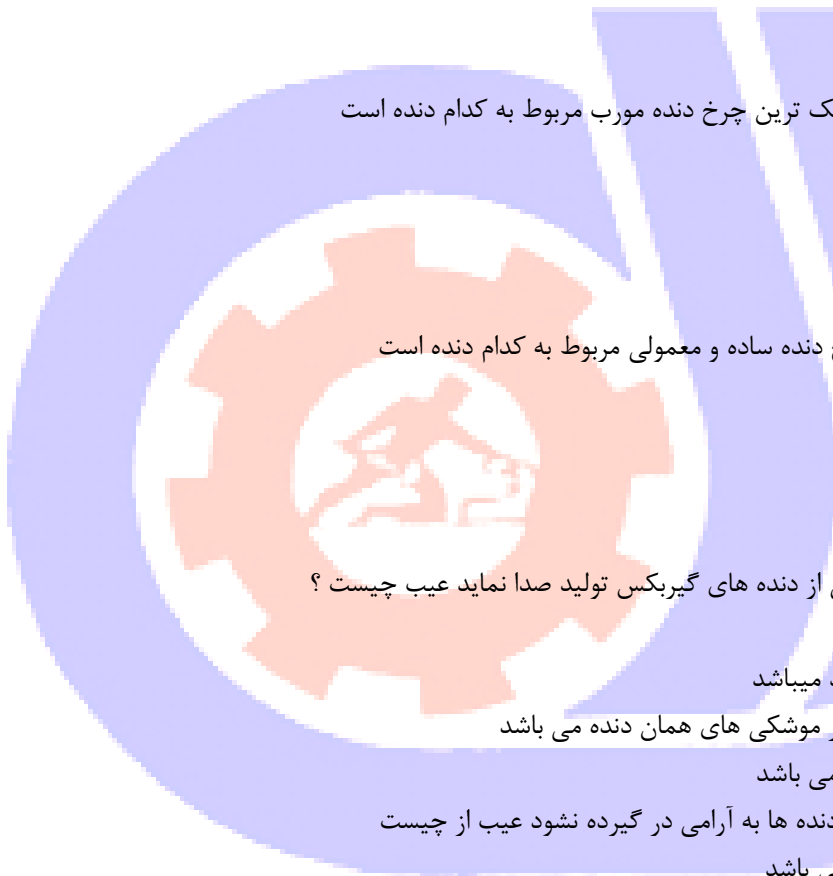 ترین چرخ دنده مورب مربوط به کدام دنده است
دنده ساده و معمولی مربوط به کدام دنده است
از دنده های گیربکس تولید صدا نماید عیب چیست ؟
میباشد
موشکی های همان دنده می باشد
می باشد
دنده ها به آرامی در گیرده نشود عیب از چیست
باشد